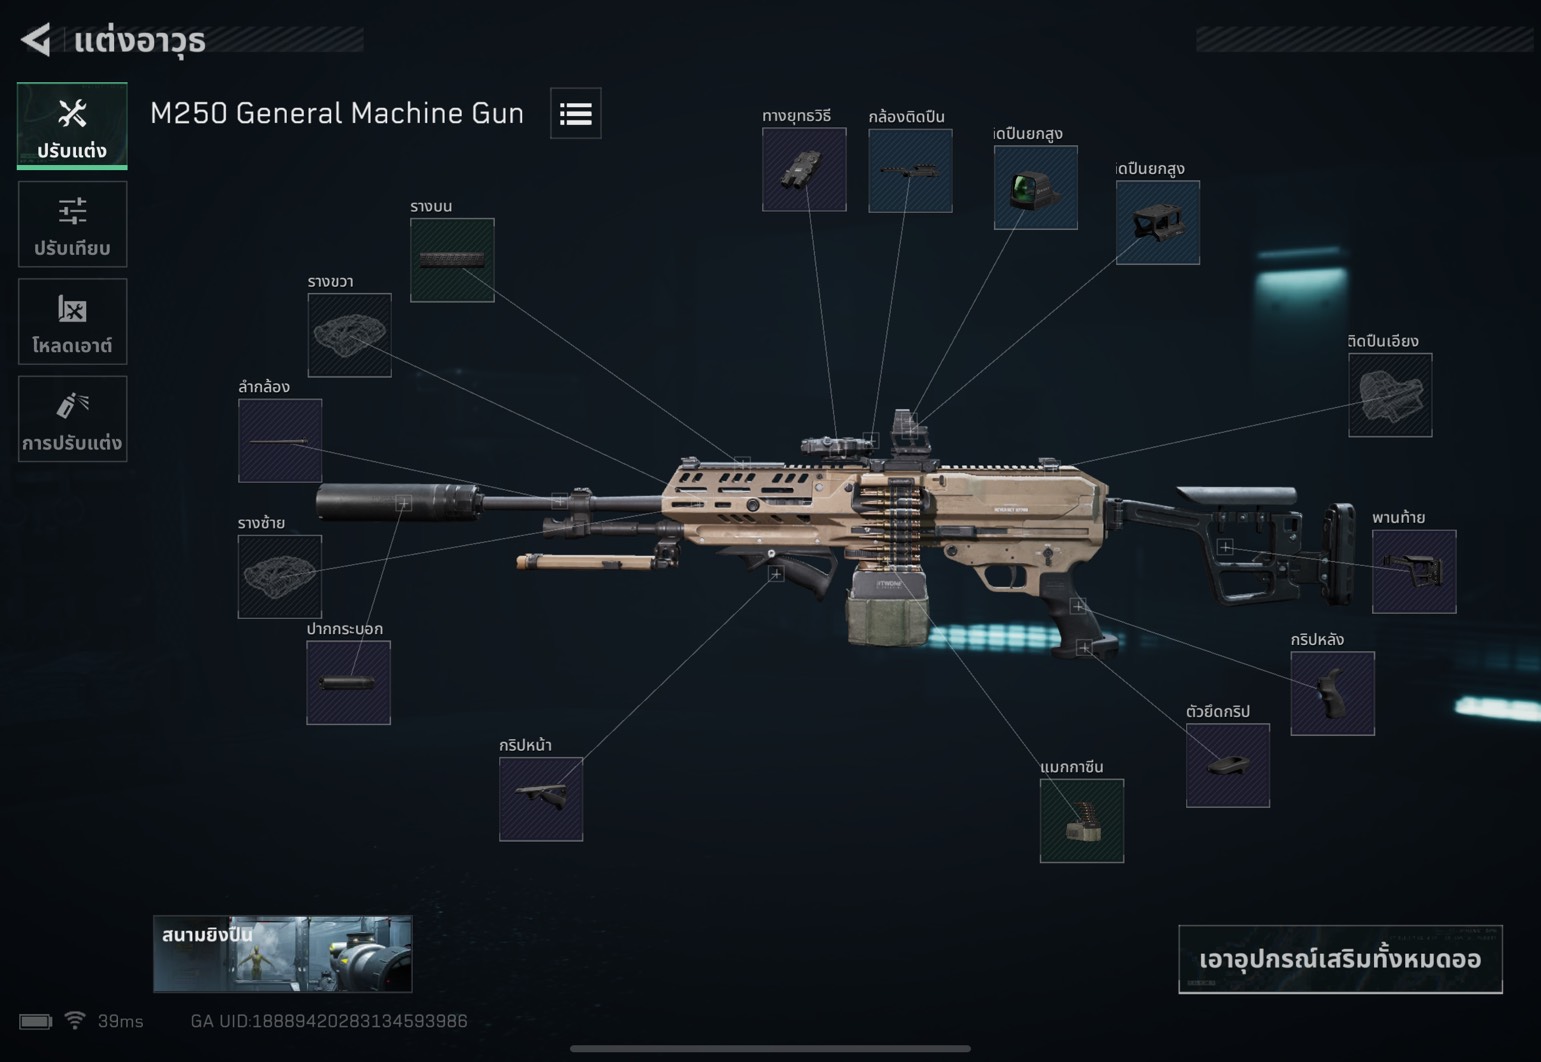 แต่งอาวุธ
ปรับแต่ง
M250 General Machine Gun
ทางยุทธวิธี
กล้องติดปืน
ิดปืนยกสูง
ดปืนยกสูง
ปรับเทียบ
รางบน
รางขวา
โหลดเอาต์
ติดปืนเอียง
ลำกล้อง
การปรับแต่ง
รางซ้าย
พานท้าย
ปากกระบอก
กริปหลัง
ตัวยึดกริป
กริปหน้า
แมกกาซีน
สนามยิงปืน
เอาอุปกรณ์เสริมทั้งหมดออ
39ms
GA UID:18889420283134593986